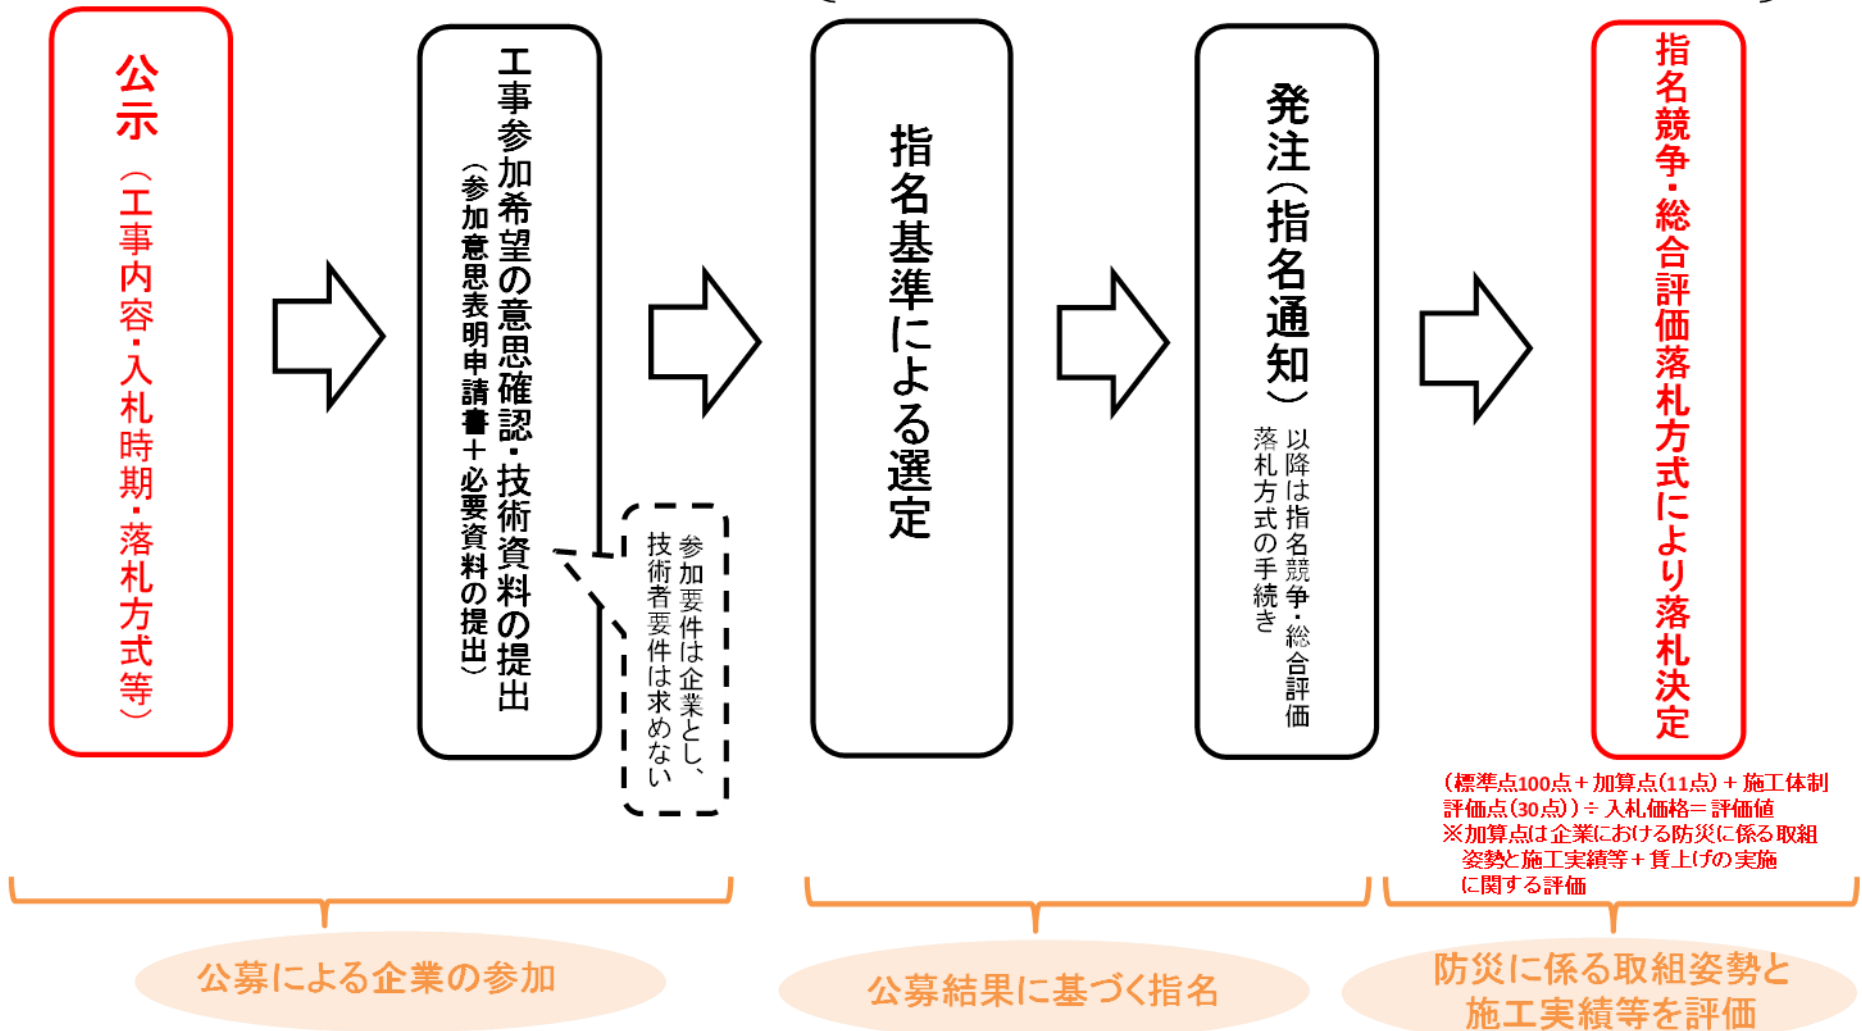 公示（工事内容・入札時期・落札方式等）
工事参加希望の意思確認・技術資料の提出
（参加意思表明申請書＋必要資料の提出）
参加要件は企業とし、
技術者要件は求めない
指名基準による選定
発注（指名通知）
以降は指名競争・総合評価
落札方式の手続き
指名競争・総合評価落札方式により落札決定
（標準点100点＋加算点（11点）＋施工体制
評価点（30点））÷入札価格＝評価値
※加算点は企業における防災に係る取組
姿勢と施工実績等＋賃上げの実施
に関する評価
公募による企業の参加
公募結果に基づく指名
防災に係る取組姿勢と
施工実績等を評価